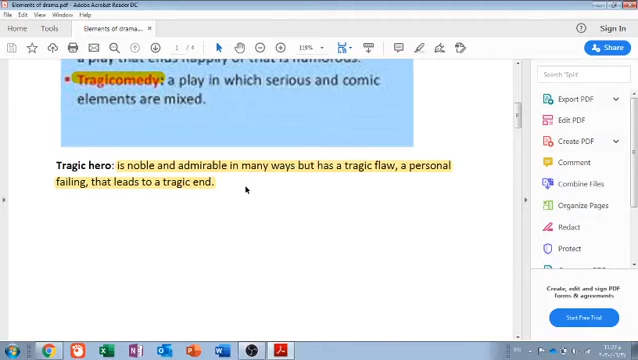 Elements of drama.pdf - Adobe Acrobat Reader DC
File Edit View Window Help
Home Tools Elements of drama.p... × Sign In
1 / 4 119% Share
a play that ends happily or that is humorous.
• Tragicomedy: a play in which serious and comic
elements are mixed.
Tragic hero: is noble and admirable in many ways but has a tragic flaw, a personal
failing, that leads to a tragic end.
Search 'Split'
Export PDF
Edit PDF
Create PDF
Comment
Combine Files
Organize Pages
Redact
Protect
Create, edit and sign PDF
forms & agreements
Start Free Trial